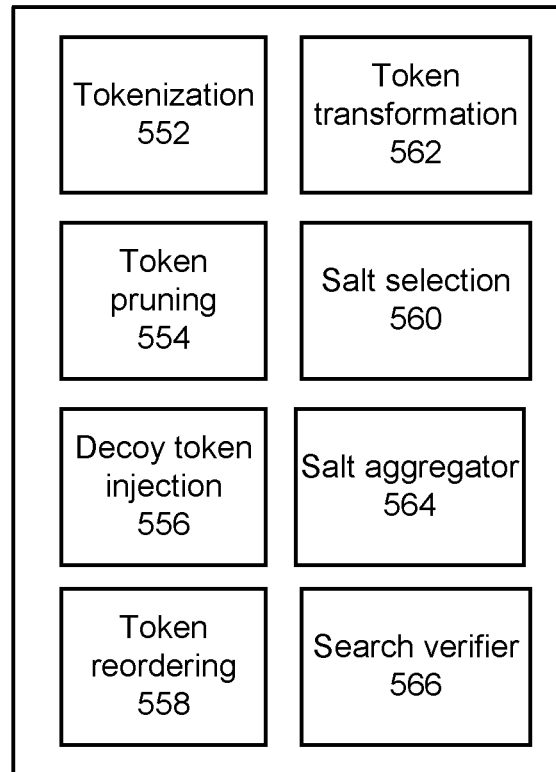 Tokenization
552
Token
transformation
562
Token
pruning
554
Salt selection
560
Decoy token
injection
556
Salt aggregator
564
Token
reordering
558
Search verifier
566